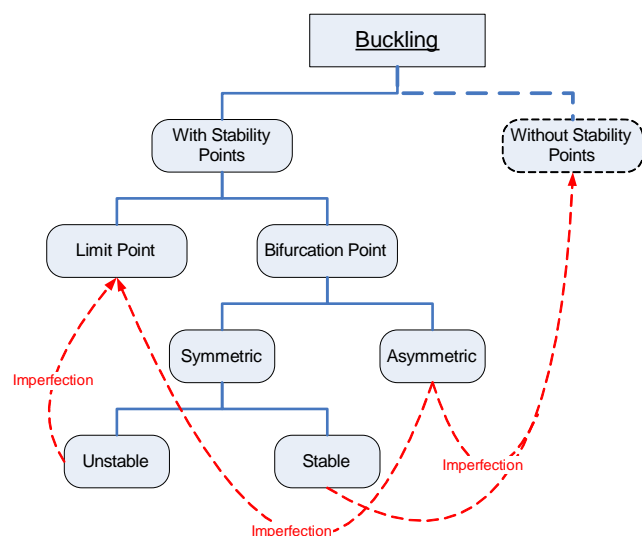 Buckling
With Stability
Points
Without Stability
Points
Limit Point
Bifurcation Point
Symmetric
Asymmetric
Imperfection
Unstable
Stable
Imperfection
Imperfection